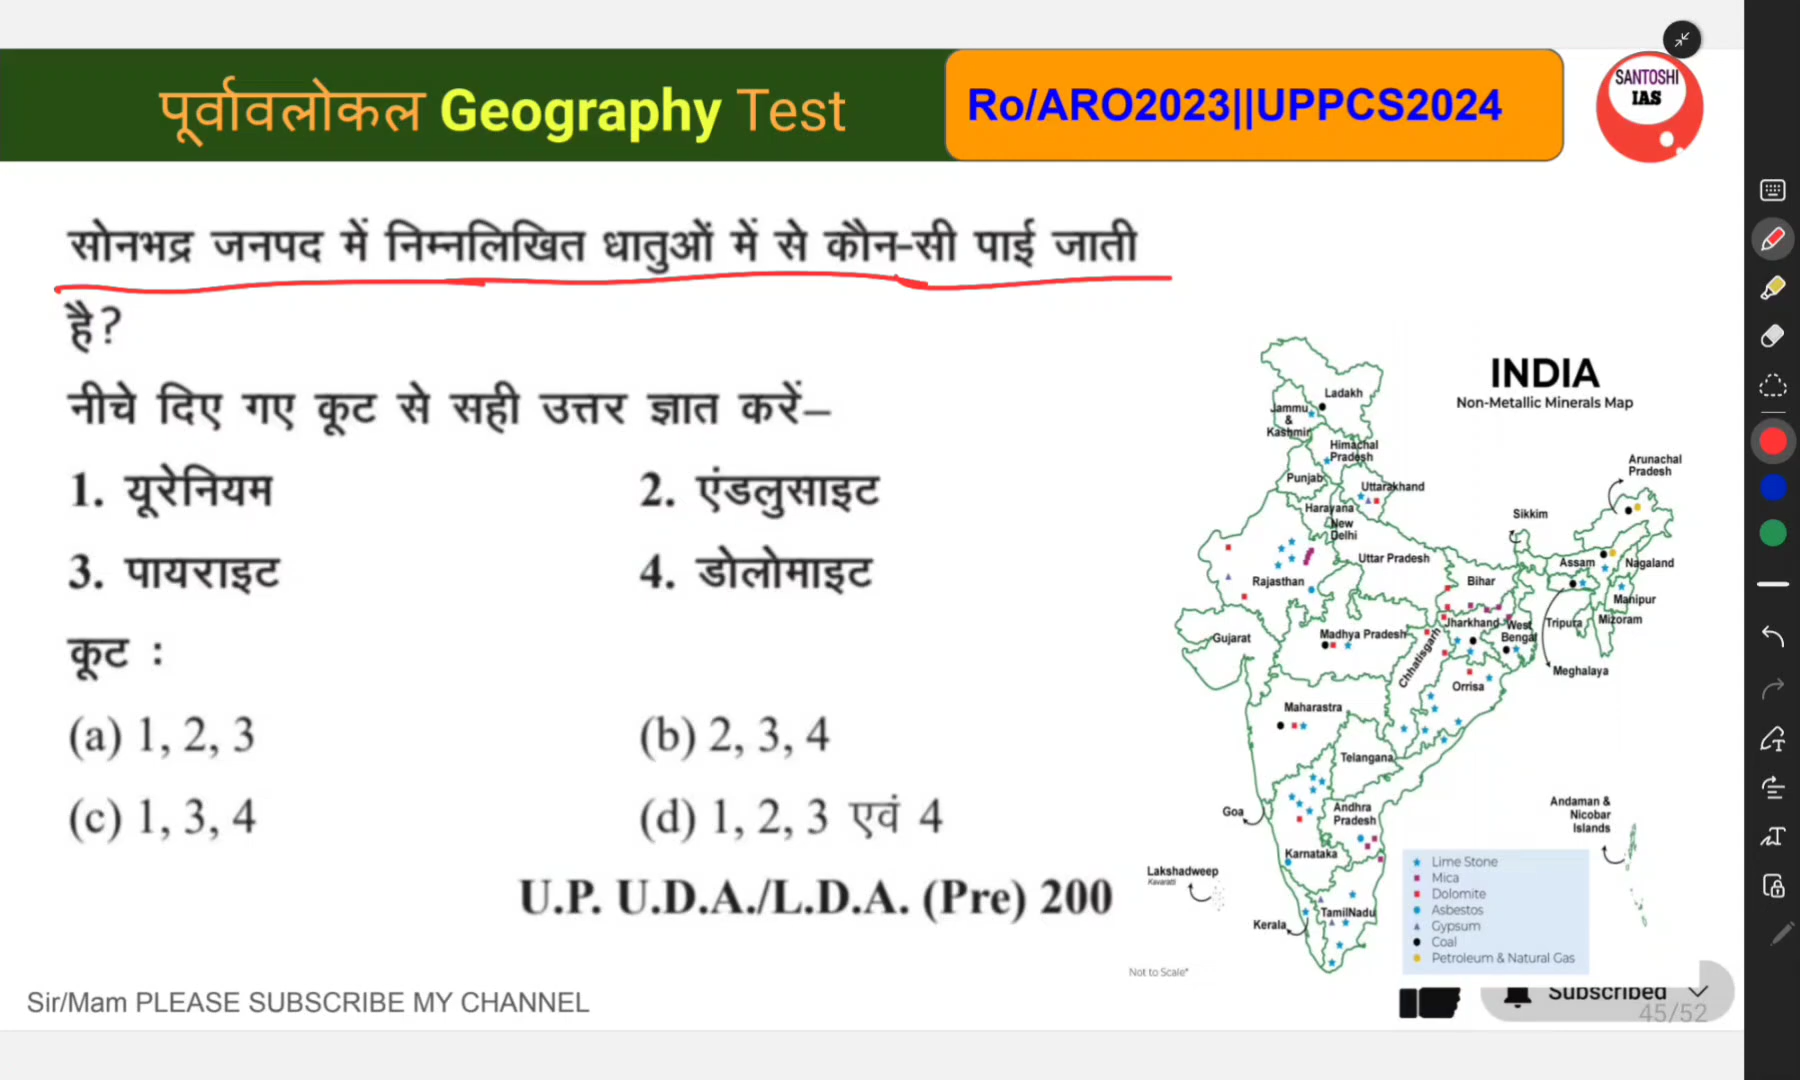 पूर्वावलोकल Geography Test
Ro/ARO2023||UPPCS2024
SANTOSHI
IAS
सोनभद्र जनपद में निम्नलिखित धातुओं में से कौन-सी पाई जाती
है?
नीचे दिए गए कूट से सही उत्तर ज्ञात करें–
1. यूरेनियम
2. एंडलुसाइट
3. पायराइट
4. डोलोमाइट
कूट :
(a) 1, 2, 3
(b) 2, 3, 4
(c) 1, 3, 4
(d) 1, 2, 3 एवं 4
U.P. U.D.A./L.D.A. (Pre) 200
INDIA
Non-Metallic Minerals Map
Ladakh
Jammu
&
Kashmir
Himachal
Pradesh
Punjab
Uttarakhand
Harayana
New
Delhi
Arunachal
Pradesh
Sikkim
Uttar Pradesh
Assam
Nagaland
Rajasthan
Bihar
Manipur
Jharkhand
West
Bengal
Tripura
Mizoram
Gujarat
Madhya Pradesh
Chhatisgarh
Meghalaya
Orrisa
Maharastra
Telangana
Goa
Andhra
Pradesh
Andaman &
Nicobar
Islands
Karnataka
Lakshadweep
Kavaratti
Kerala
TamilNadu
Lime Stone
Mica
Dolomite
Asbestos
Gypsum
Coal
Petroleum & Natural Gas
Not to Scale*
Sir/Mam PLEASE SUBSCRIBE MY CHANNEL
Subscribed
45/52